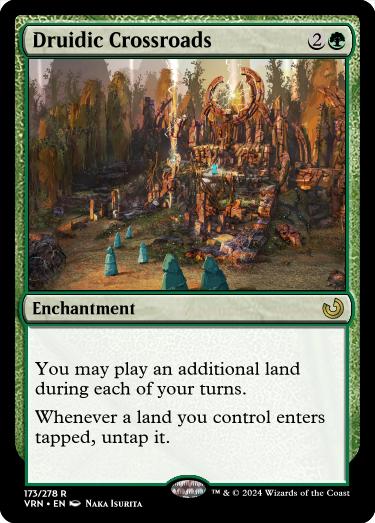 Druidic Crossroads 2
Enchantment
You may play an additional land
during each of your turns.
Whenever a land you control enters
tapped, untap it.
173/278 R
VRN • EN Naka Isurita
™ & © 2024 Wizards of the Coast